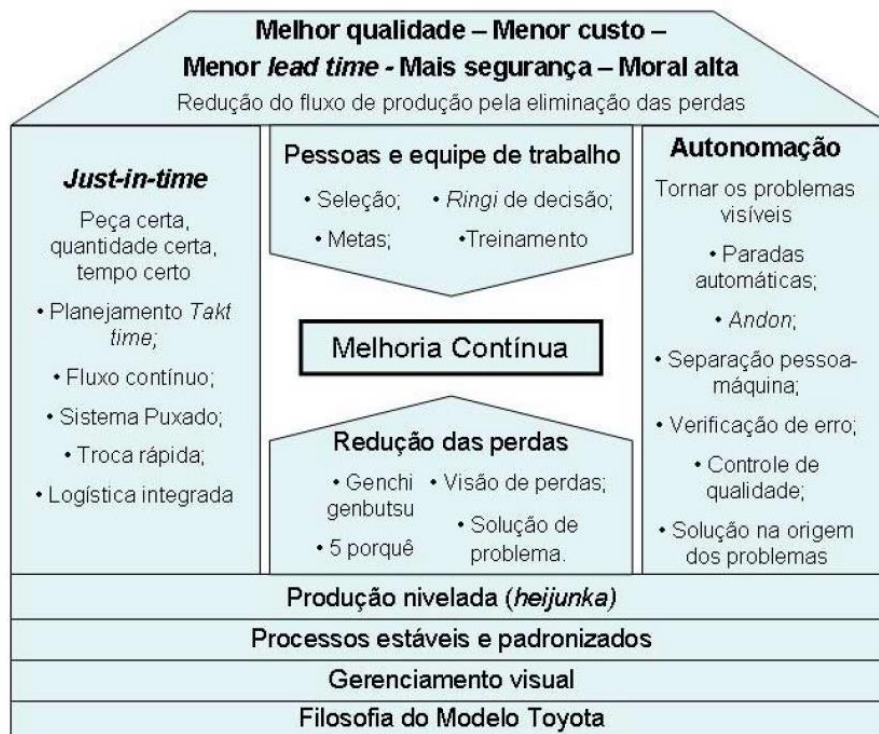 Melhor qualidade – Menor custo –
Menor lead time - Mais segurança – Moral alta
Redução do fluxo de produção pela eliminação das perdas
Just-in-time
Peça certa,
quantidade certa,
tempo certo
• Planejamento Takt
time;
• Fluxo contínuo;
• Sistema Puxado;
• Troca rápida;
• Logística integrada
Pessoas e equipe de trabalho
• Seleção;
• Ringi de decisão;
• Metas;
•Treinamento
Melhoria Contínua
Redução das perdas
• Genchi
genbutsu
• Visão de perdas;
• 5 porquê
• Solução de
problema.
Autonomação
Tornar os problemas
visíveis
• Paradas
automáticas;
• Andon;
• Separação pessoa-
máquina;
• Verificação de erro;
• Controle de
qualidade;
• Solução na origem
dos problemas
Produção nivelada (heijunka)
Processos estáveis e padronizados
Gerenciamento visual
Filosofia do Modelo Toyota